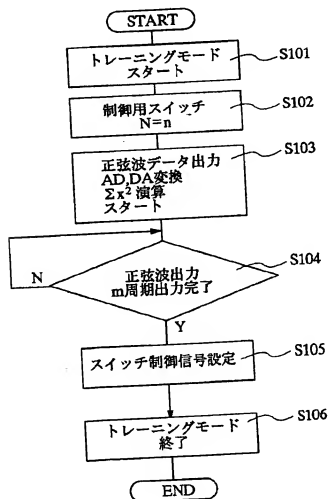 START
トレーニングモード
スタート
S101
制御用スイッチ
N=n
S102
正弦波データ出力
AD,DA変換
Σx² 演算
スタート
S103
正弦波出力
m周期出力完了
S104
N
Y
スイッチ制御信号設定
S105
トレーニングモード
終了
S106
END